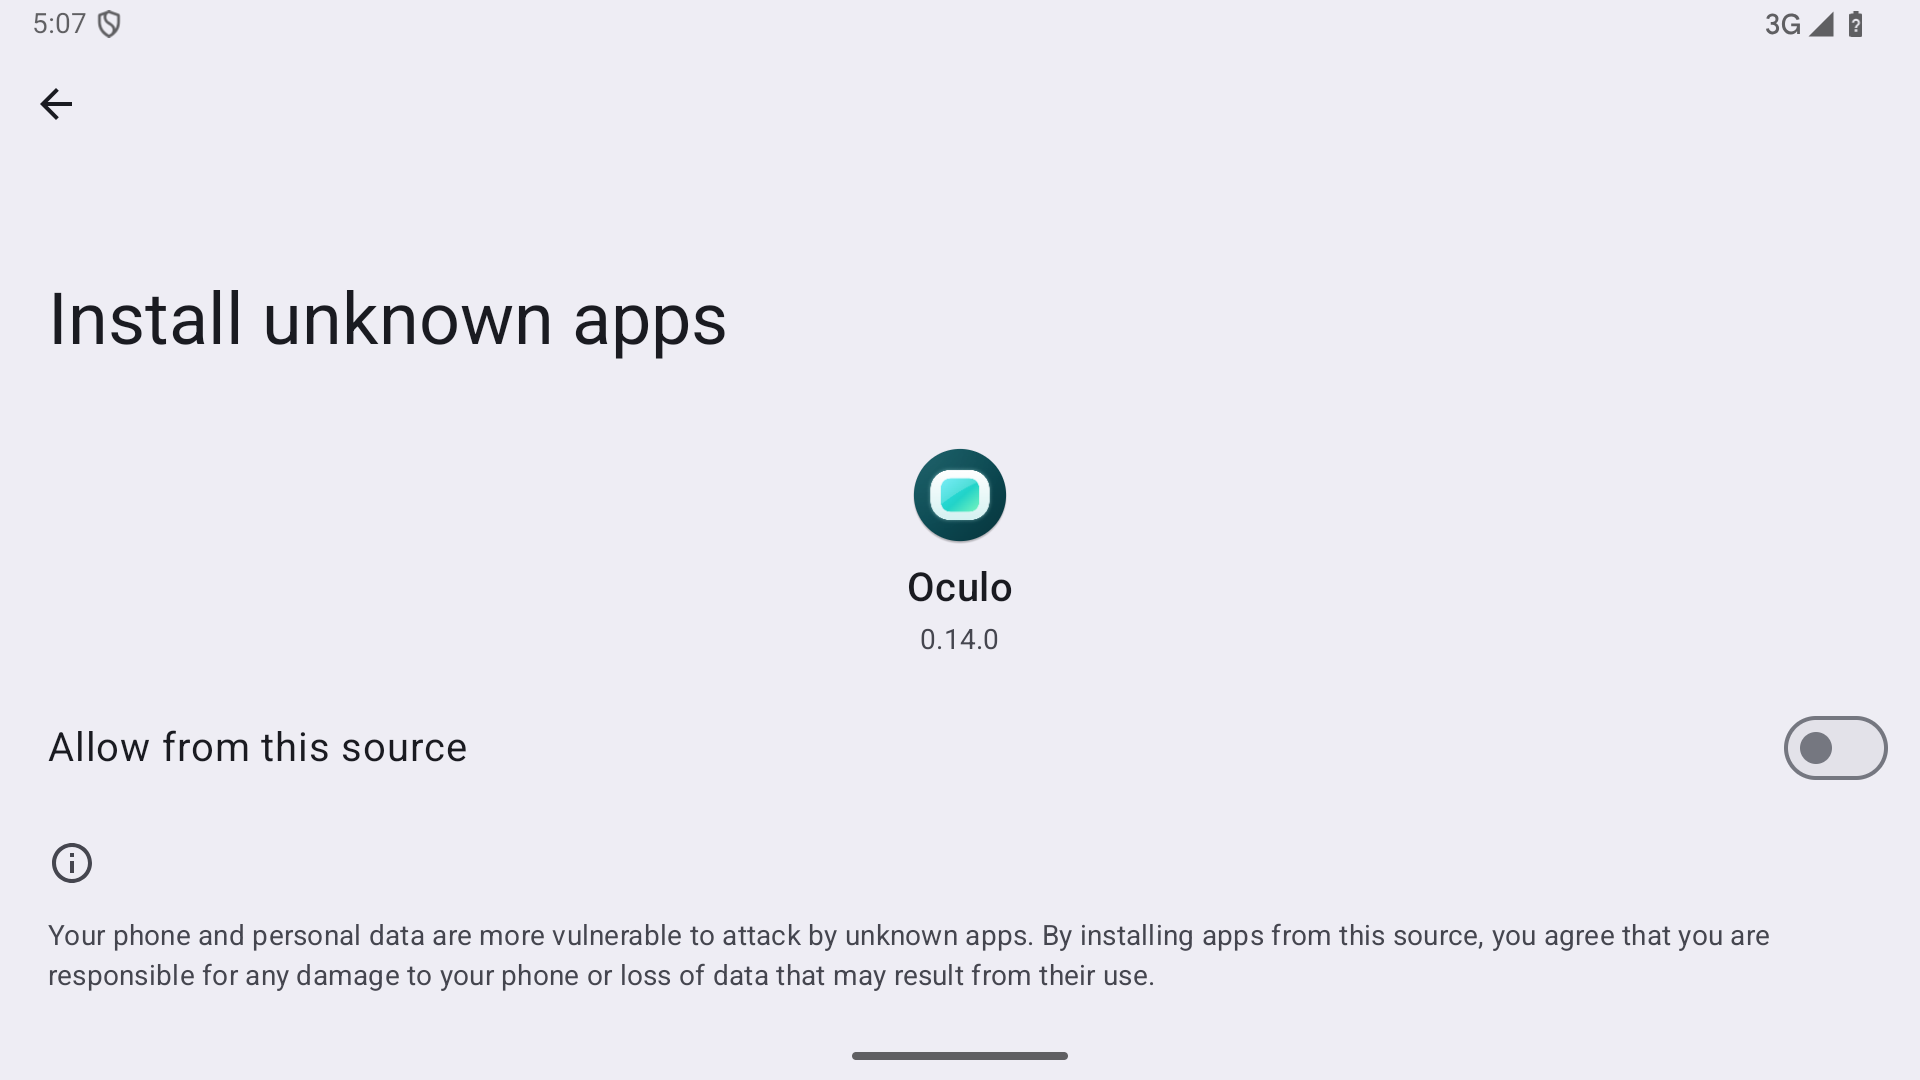 5:07
3G
Install unknown apps
Oculo
0.14.0
Allow from this source
Your phone and personal data are more vulnerable to attack by unknown apps. By installing apps from this source, you agree that you are
responsible for any damage to your phone or loss of data that may result from their use.